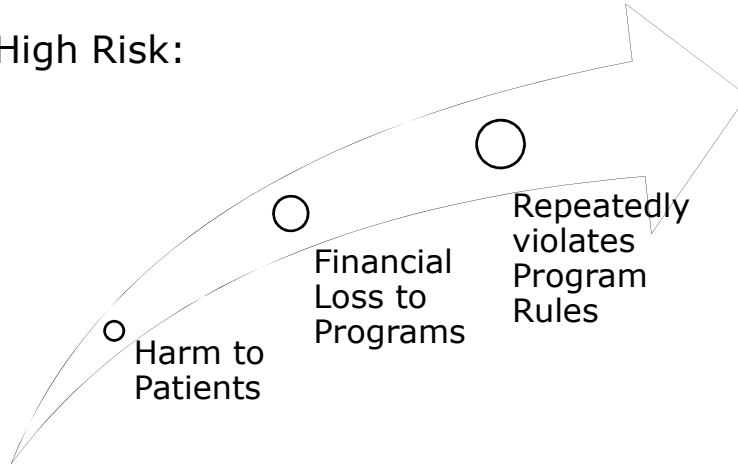 High Risk:
Harm to
Patients
Financial
Loss to
Programs
Repeatedly
violates
Program
Rules